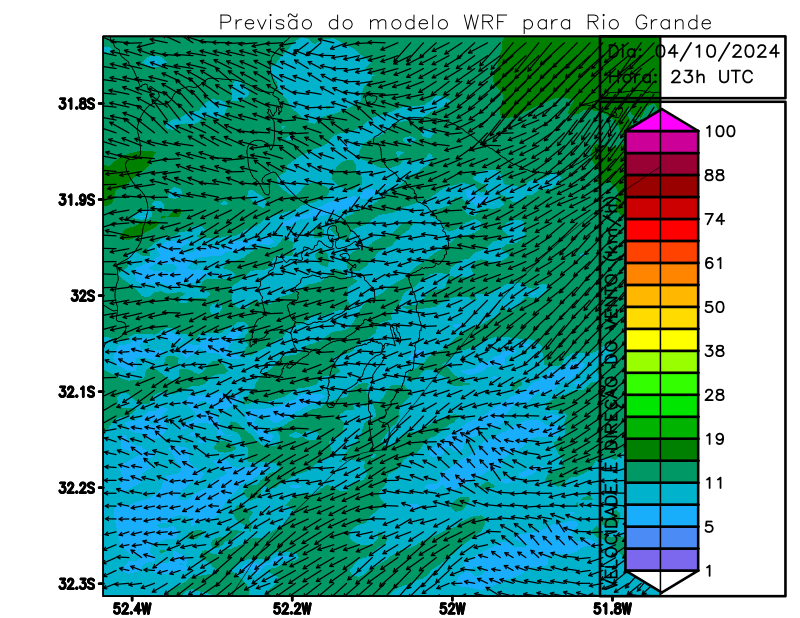 Previsão do modelo WRF para Rio Grande
Dia: 04/10/2024
Hora: 23h UTC
31.8S
31.9S
32S
32.1S
32.2S
32.3S
52.4W
52.2W
52W
51.8W
VELOCIDADE E DIREÇÃO DO VENTO (km/h)
100
88
74
61
50
38
28
19
11
5
1